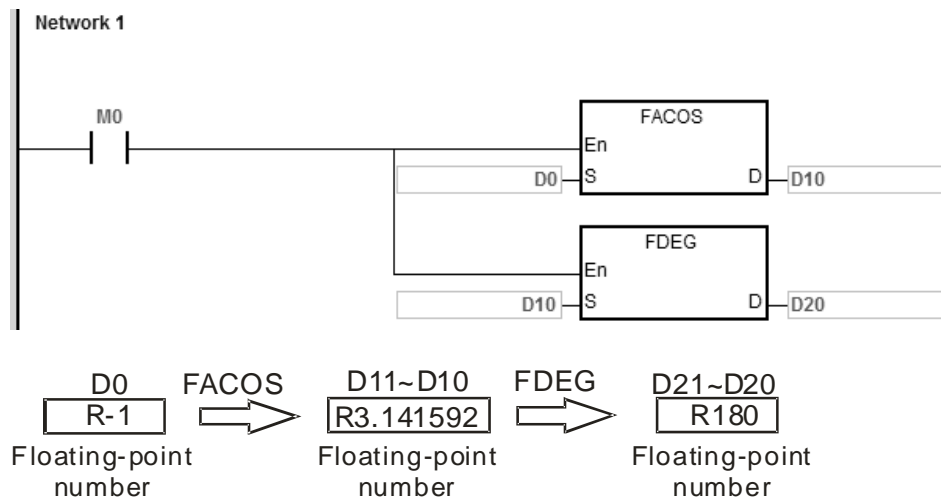 Network 1
M0
FACOS
En
D0 S D D10
FDEG
En
D10 S D D20
D0 FACOS D11~D10 FDEG D21~D20
R-1 R3.141592 R180
Floating-point Floating-point Floating-point
number number number